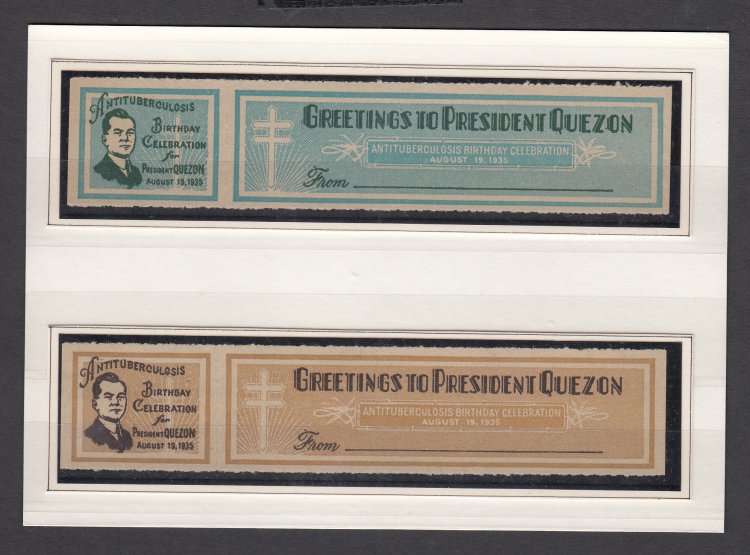 ANTITUBERCULOSIS
BIRTHDAY
CELEBRATION
for
PRESIDENT QUEZON
AUGUST 19, 1935
GREETINGS TO PRESIDENT QUEZON
ANTITUBERCULOSIS BIRTHDAY CELEBRATION
AUGUST 19, 1935
From
ANTITUBERCULOSIS
BIRTHDAY
CELEBRATION
for
PRESIDENT QUEZON
AUGUST 19, 1935
GREETINGS TO PRESIDENT QUEZON
ANTITUBERCULOSIS BIRTHDAY CELEBRATION
AUGUST 19, 1935
From